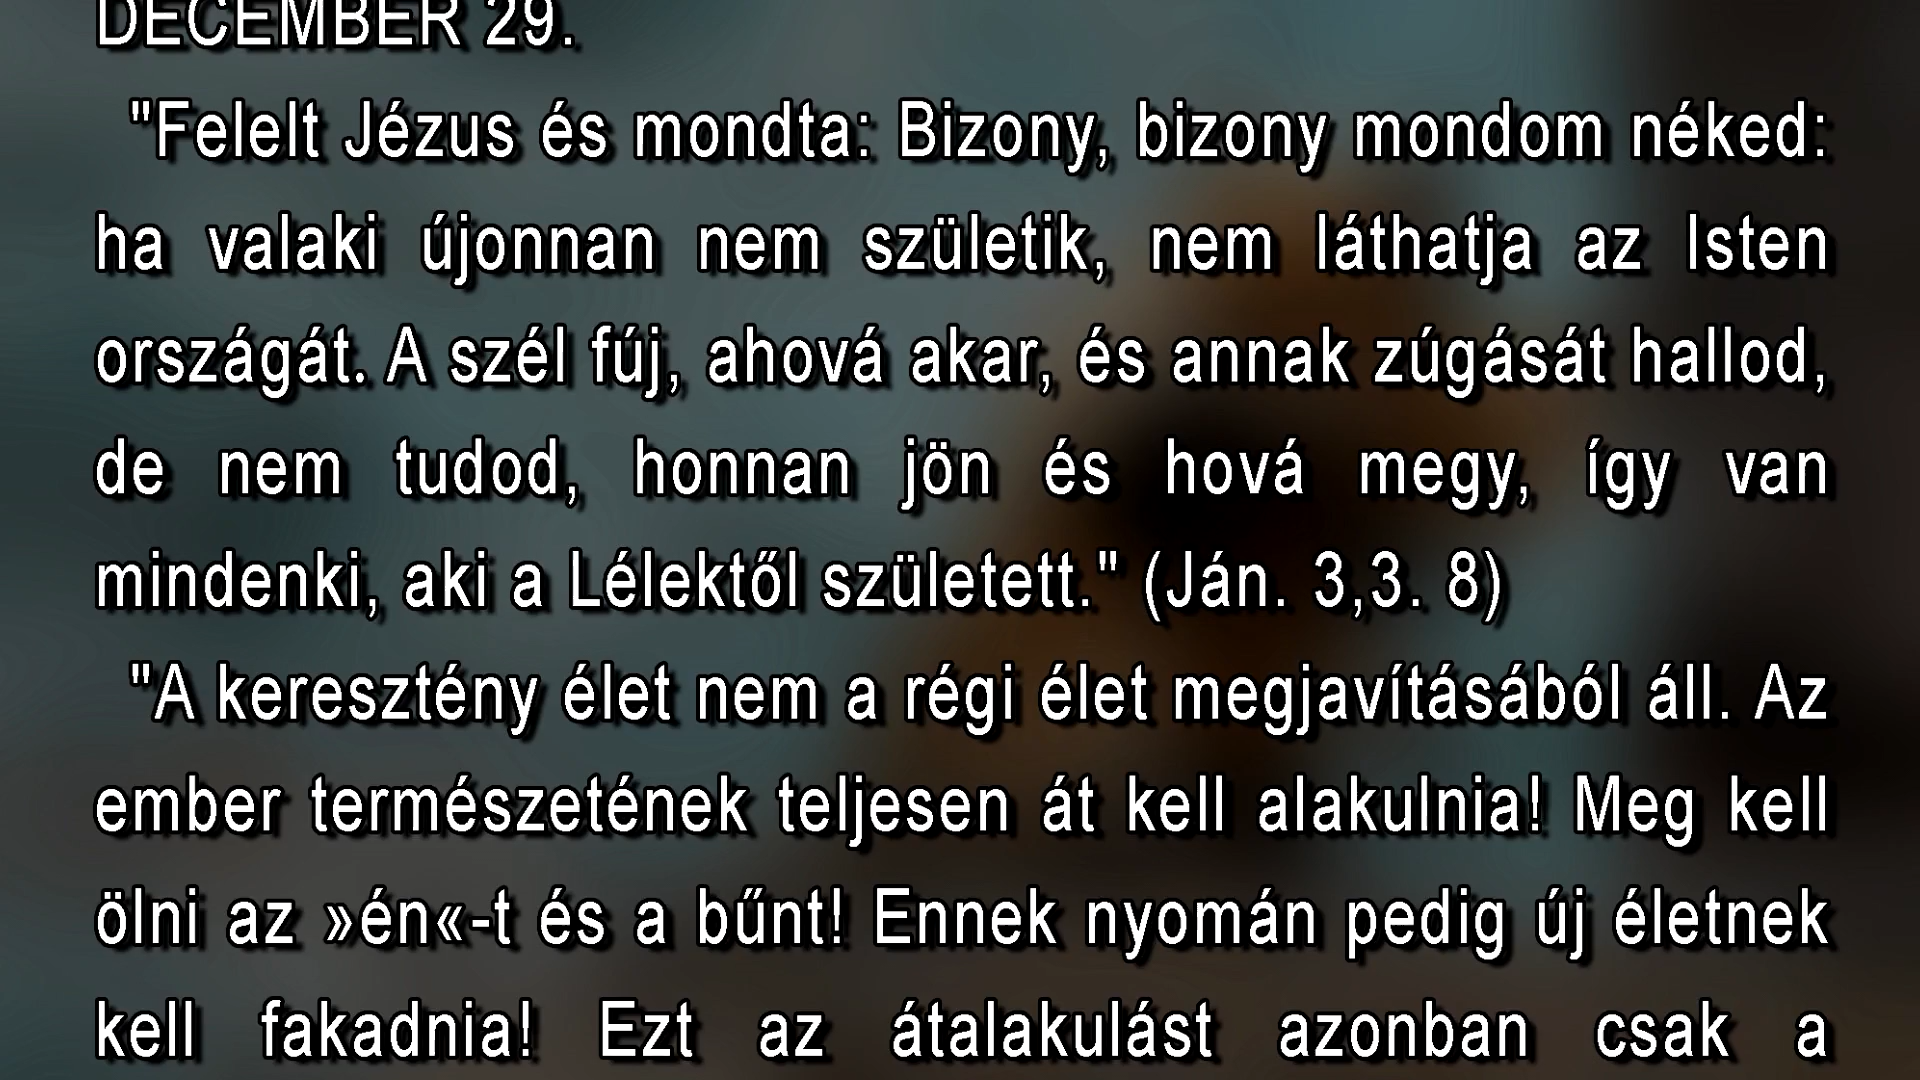 DECEMBER 29.
"Felelt Jézus és mondta: Bizony, bizony mondom néked:
ha valaki újonnan nem születik, nem láthatja az Isten
országát. A szél fúj, ahová akar, és annak zúgását hallod,
de nem tudod, honnan jön és hová megy, így van
mindenki, aki a Lélektől született." (Ján. 3,3. 8)
"A keresztény élet nem a régi élet megjavításából áll. Az
ember természetének teljesen át kell alakulnia! Meg kell
ölni az »én«-t és a bűnt! Ennek nyomán pedig új életnek
kell fakadnia! Ezt az átalakulást azonban csak a